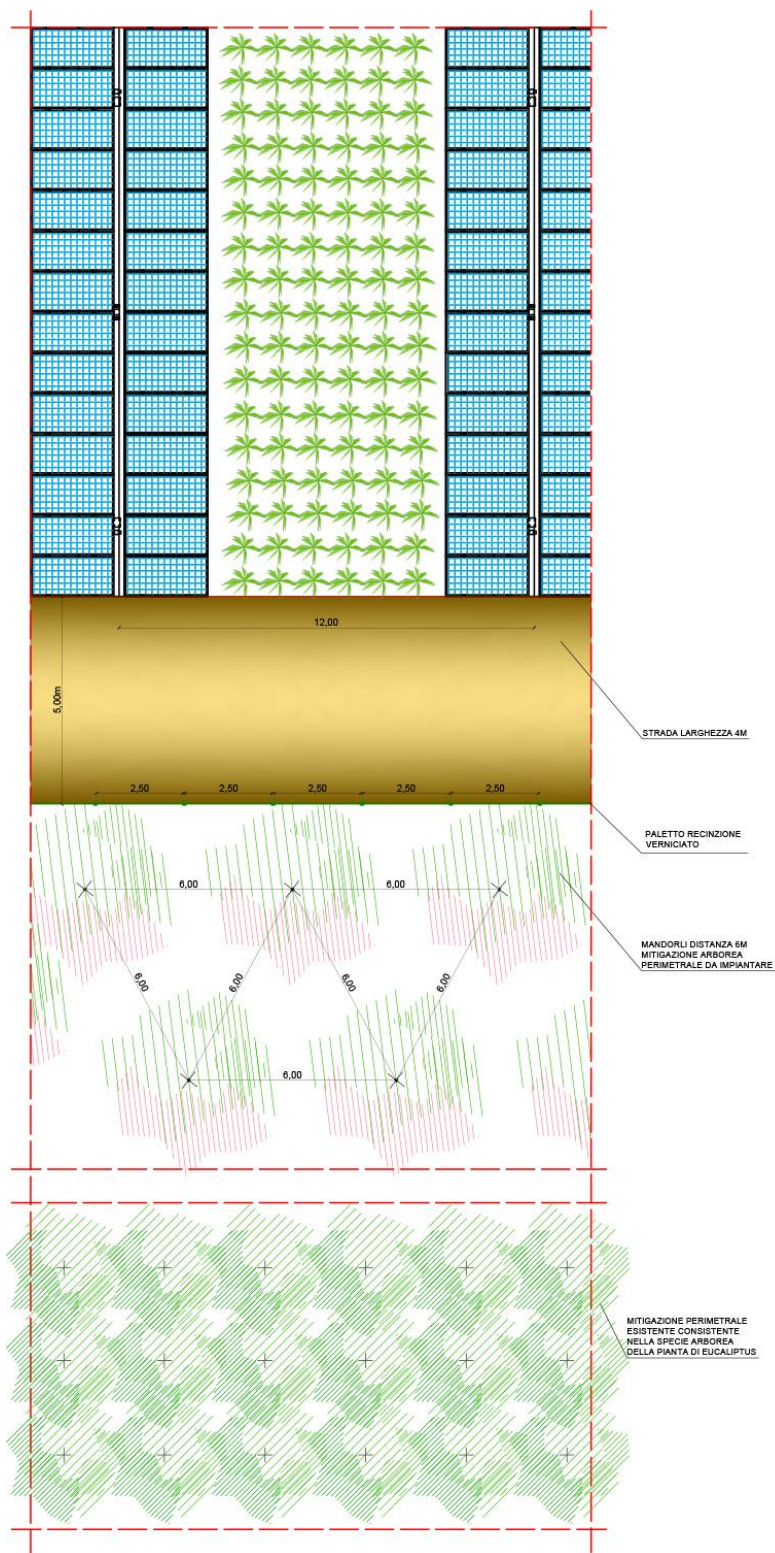 12,00
5,00m
STRADA LARGHEZZA 4M
2,50
2,50
2,50
2,50
2,50
PALETTO RECINZIONE
VERNICIATO
6,00
6,00
MANDORLI DISTANZA 6M
MITIGAZIONE ARBOREA
PERIMETRALE DA IMPIANTARE
6,00
6,00
6,00
6,00
6,00
MITIGAZIONE PERIMETRALE
ESISTENTE CONSISTENTE
NELLA SPECIE ARBOREA
DELLA PIANTA DI EUCALIPTUS